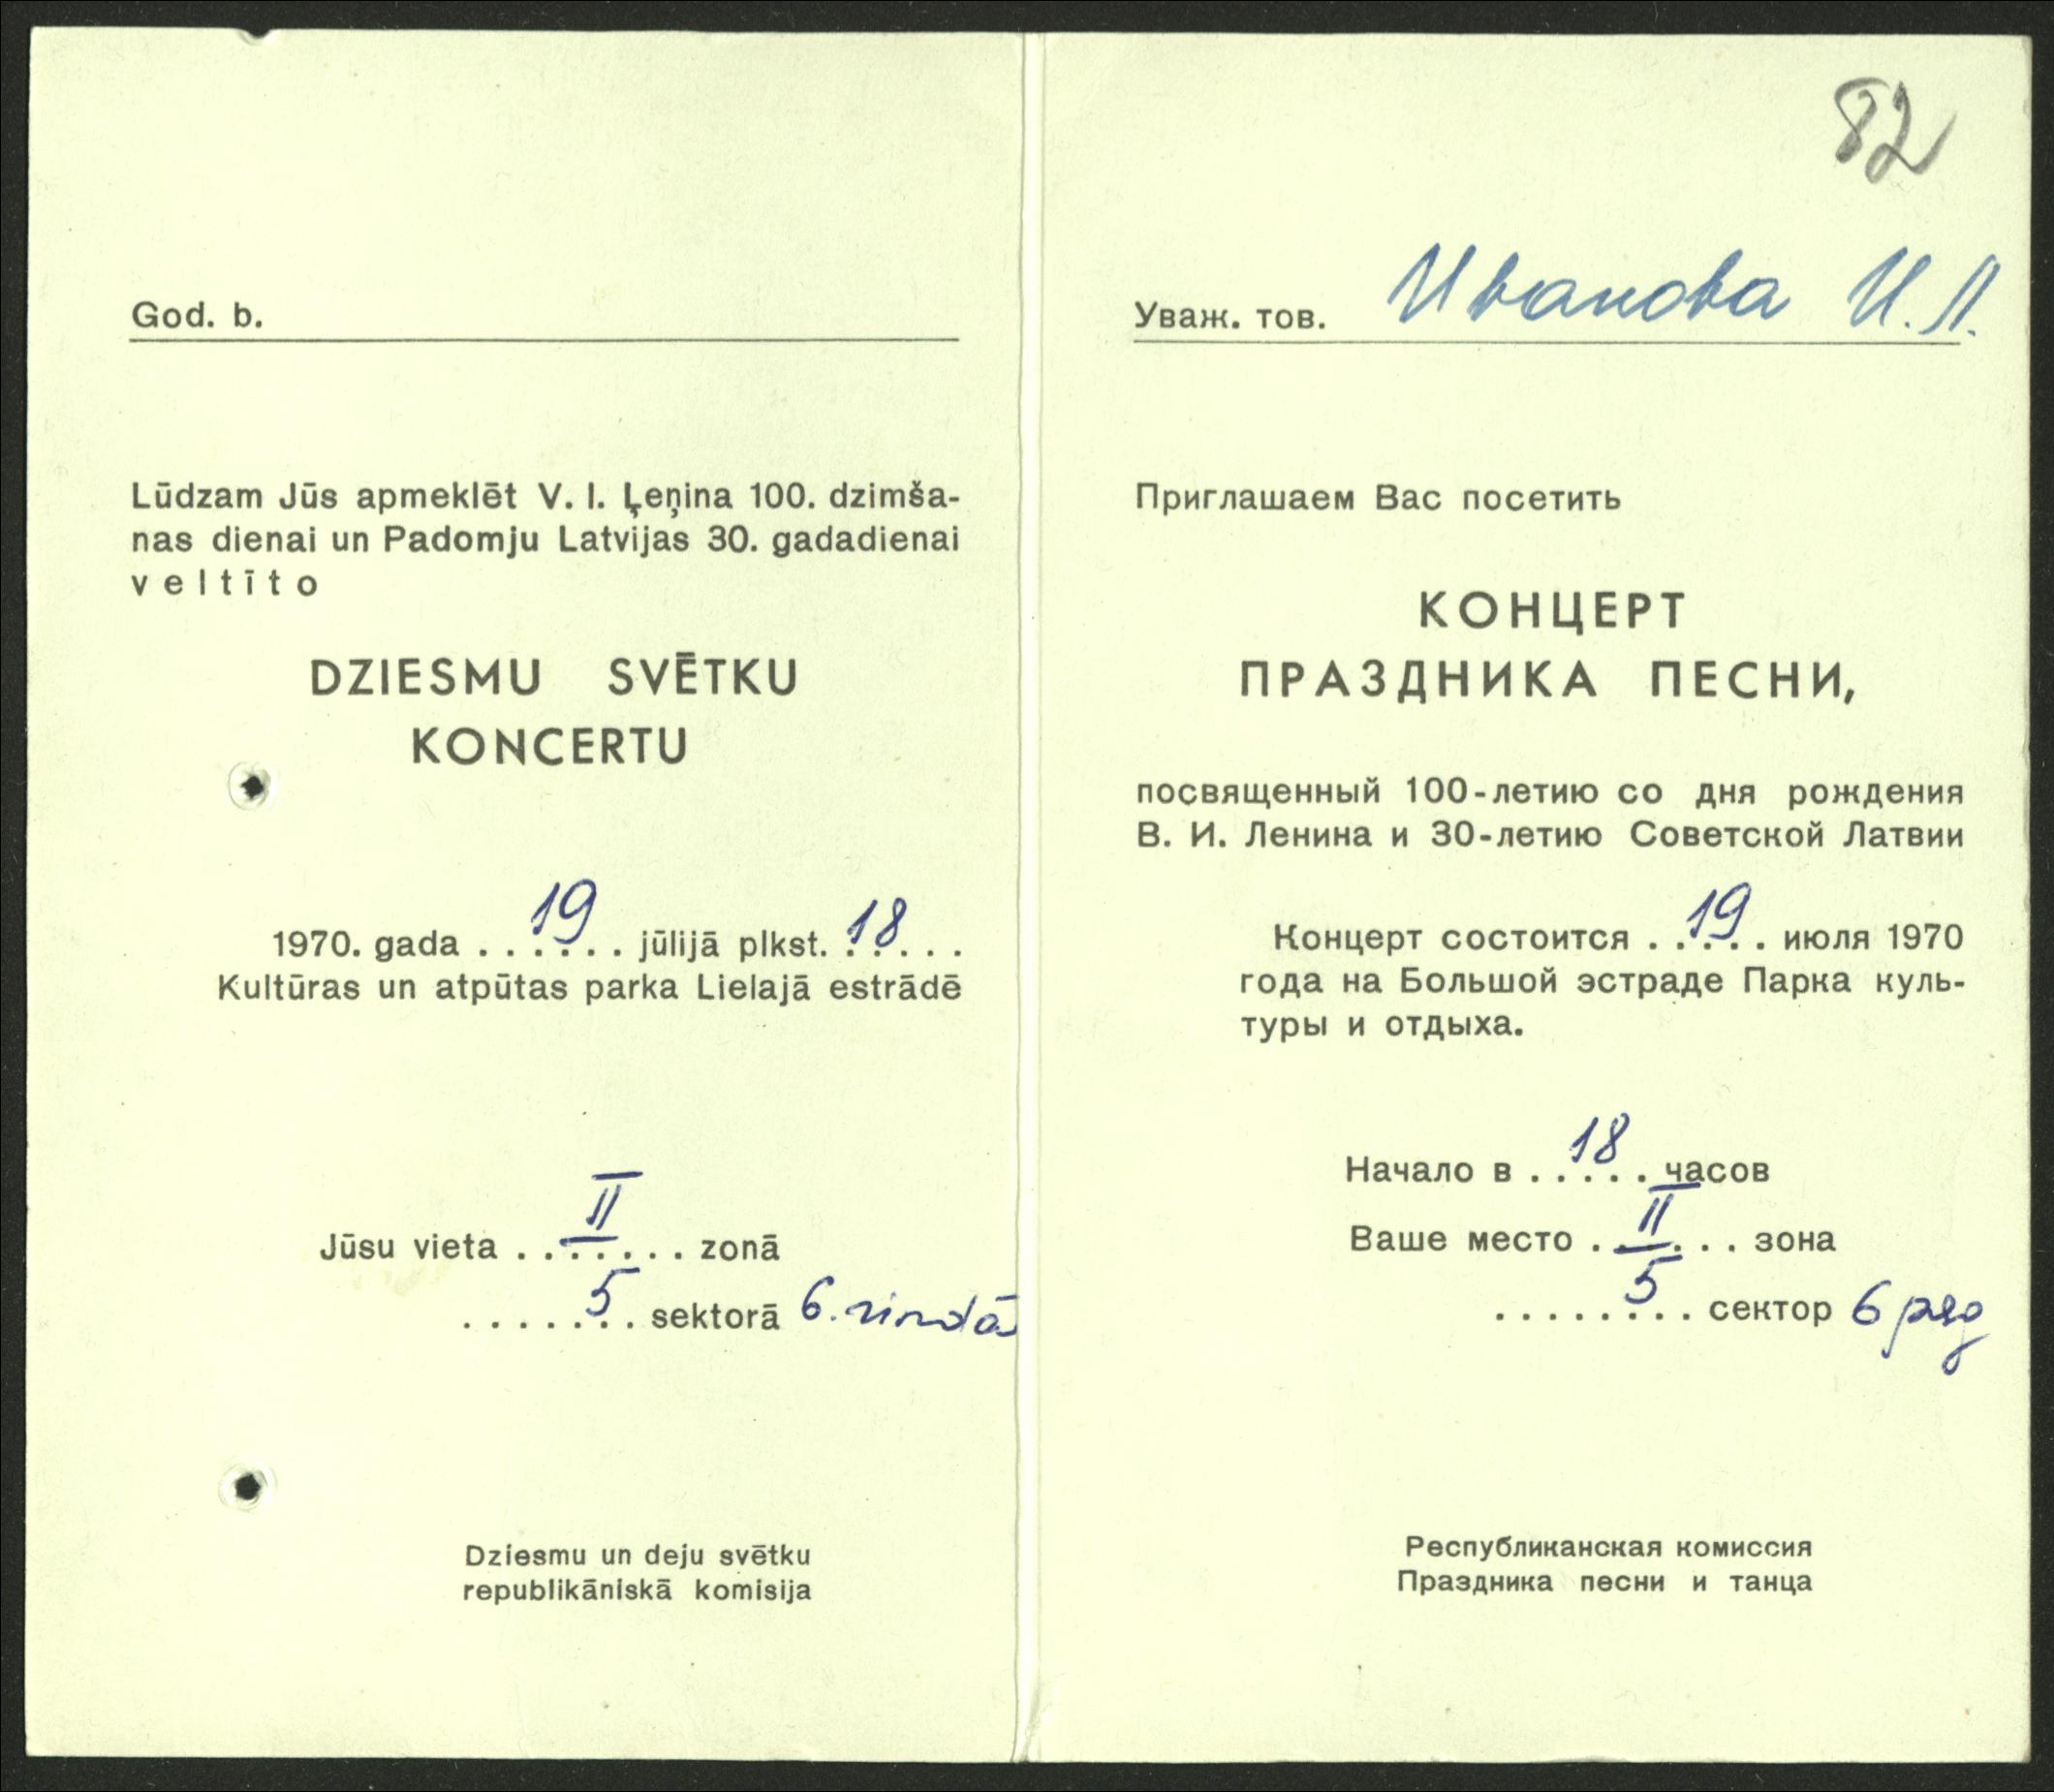 God. b.
Lūdzam Jūs apmeklēt V. I. Ļeņina 100. dzimša-
nas dienai un Padomju Latvijas 30. gadadienai
veltīto
DZIESMU SVĒTKU
KONCERTU
1970. gada . . 19 . . jūlijā plkst. 18 . . .
Kultūras un atpūtas parka Lielajā estrādē
Jūsu vieta . . II . . . zonā
. . . . . 5 . sektorā 6. rindā
Dziesmu un deju svētku
republikāniskā komisija
82
Уваж. тов. Иванова И. Л.
Приглашаем Вас посетить
КОНЦЕРТ
ПРАЗДНИКА ПЕСНИ,
посвященный 100-летию со дня рождения
В. И. Ленина и 30-летию Советской Латвии
Концерт состоится . . 19 . . июля 1970
года на Большой эстраде Парка куль-
туры и отдыха.
Начало в . . 18 . . часов
Ваше место . . II . . . зона
. . . . . . 5 . . сектор 6 ряд
Республиканская комиссия
Праздника песни и танца